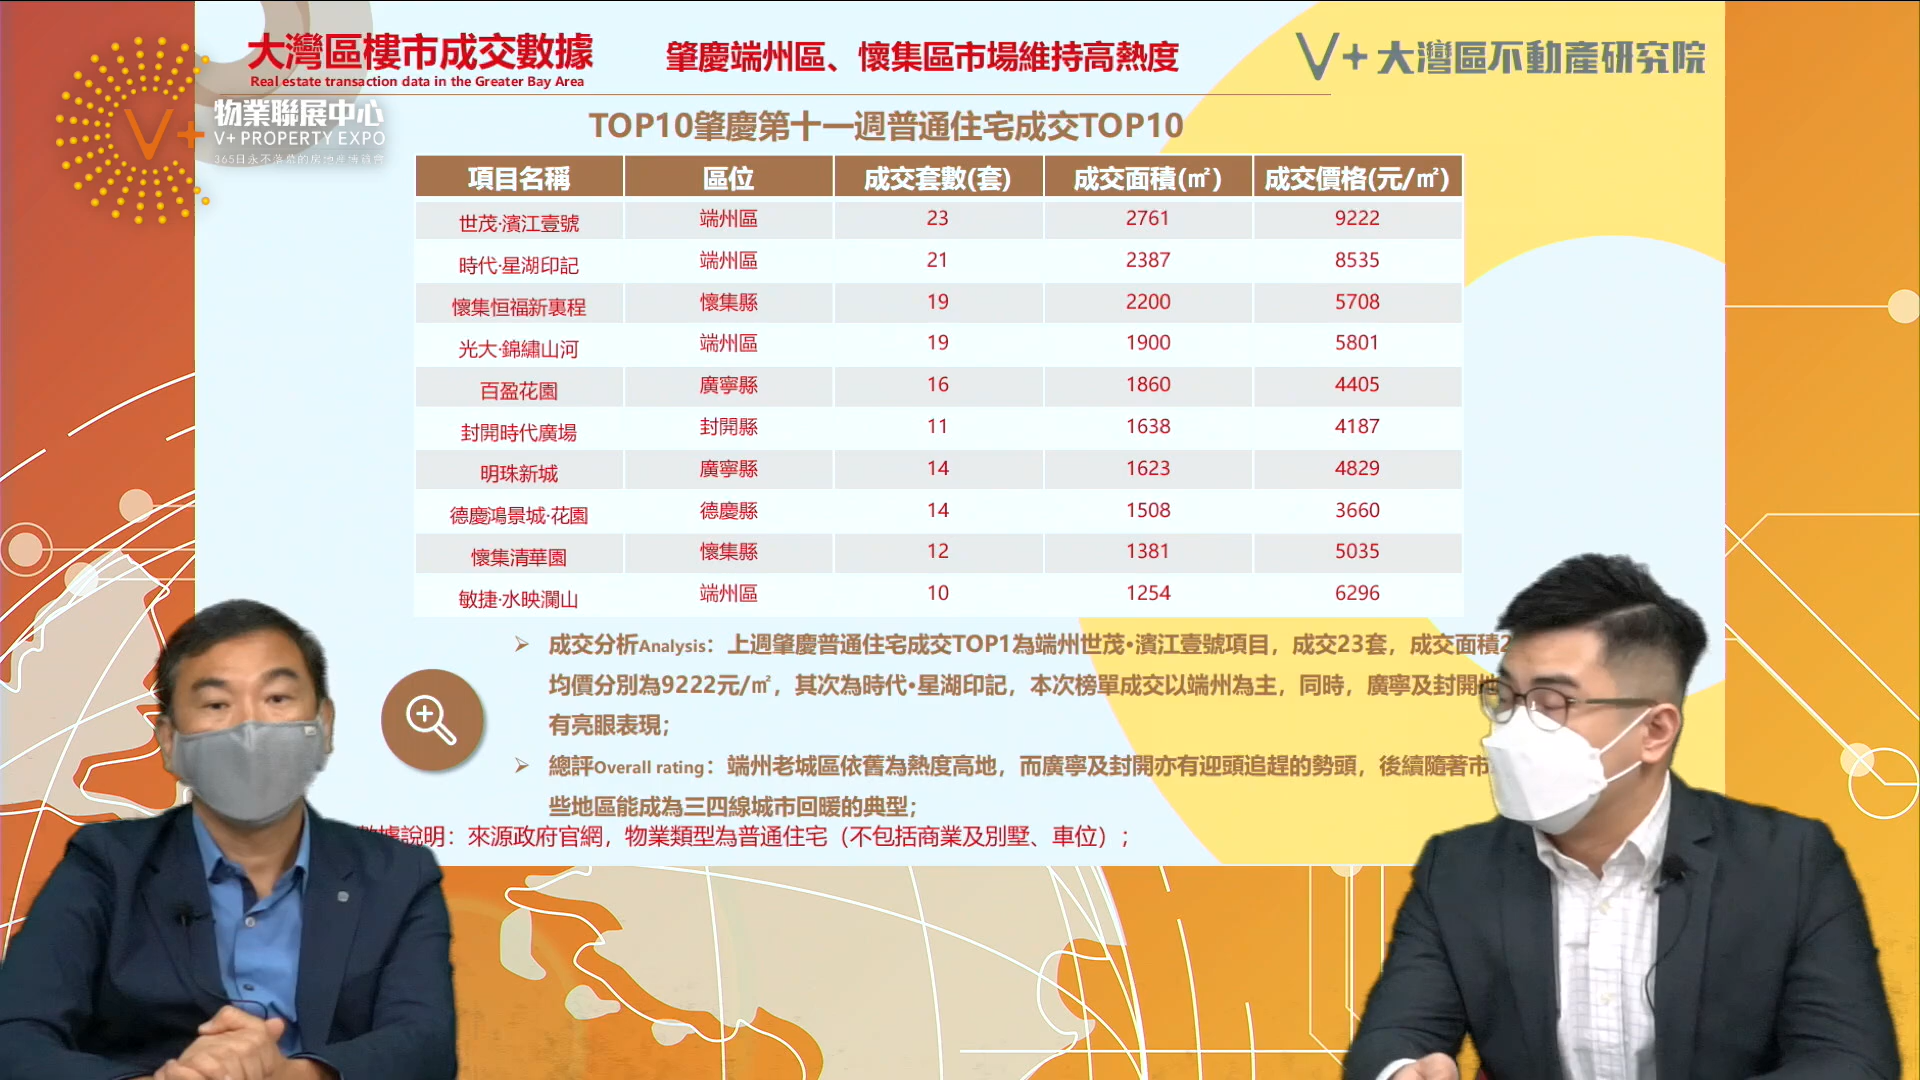 大灣區樓市成交數據
Real estate transaction data in the Greater Bay Area
肇慶端州區、懷集區市場維持高熱度
V+大灣區不動產研究院
V+
物業聯展中心
V+ PROPERTY EXPO
365日永不落幕的房地產博覽會
TOP10肇慶第十一週普通住宅成交TOP10
項目名稱 區位 成交套數(套) 成交面積(㎡) 成交價格(元/㎡)
世茂·濱江壹號 端州區 23 2761 9222
時代·星湖印記 端州區 21 2387 8535
懷集恒福新裏程 懷集縣 19 2200 5708
光大·錦繡山河 端州區 19 1900 5801
百盈花園 廣寧縣 16 1860 4405
封開時代廣場 封開縣 11 1638 4187
明珠新城 廣寧縣 14 1623 4829
德慶鴻景城·花園 德慶縣 14 1508 3660
懷集清華園 懷集縣 12 1381 5035
敏捷·水映瀾山 端州區 10 1254 6296
➢ 成交分析Analysis：上週肇慶普通住宅成交TOP1為端州世茂•濱江壹號項目，成交23套，成交面積
均價分別為9222元/㎡，其次為時代•星湖印記，本次榜單成交以端州為主，同時，廣寧及封開地
有亮眼表現；
➢ 總評Overall rating：端州老城區依舊為熱度高地，而廣寧及封開亦有迎頭追趕的勢頭，後續隨著市
些地區能成為三四線城市回暖的典型；
據說明：來源政府官網，物業類型為普通住宅（不包括商業及別墅、車位）；